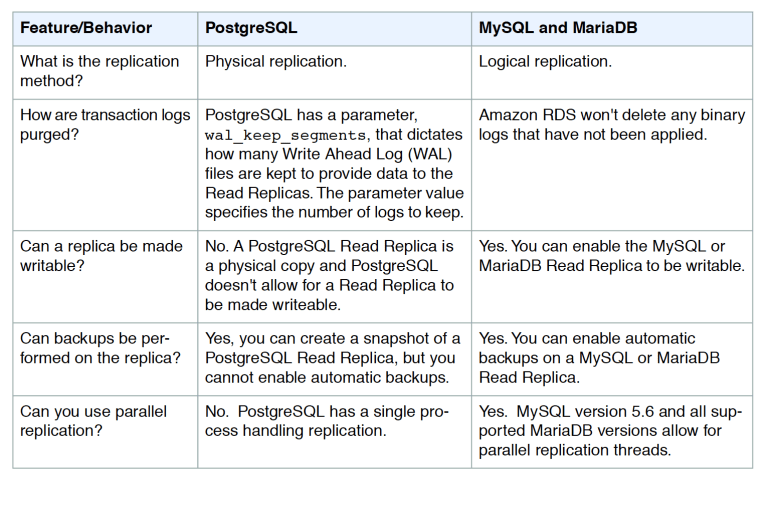 Feature/Behavior PostgreSQL MySQL and MariaDB
What is the replication method? Physical replication. Logical replication.
How are transaction logs purged?
PostgreSQL has a parameter,
wal_keep_segments, that dictates
how many Write Ahead Log (WAL)
files are kept to provide data to the
Read Replicas. The parameter value
specifies the number of logs to keep.
Amazon RDS won't delete any binary
logs that have not been applied.
Can a replica be made
writable?
No. A PostgreSQL Read Replica is
a physical copy and PostgreSQL
doesn't allow for a Read Replica to
be made writeable.
Yes. You can enable the MySQL or
MariaDB Read Replica to be writable.
Can backups be per-
formed on the replica?
Yes, you can create a snapshot of a
PostgreSQL Read Replica, but you
cannot enable automatic backups.
Yes. You can enable automatic
backups on a MySQL or MariaDB
Read Replica.
Can you use parallel
replication?
No. PostgreSQL has a single pro-
cess handling replication.
Yes. MySQL version 5.6 and all sup-
ported MariaDB versions allow for
parallel replication threads.